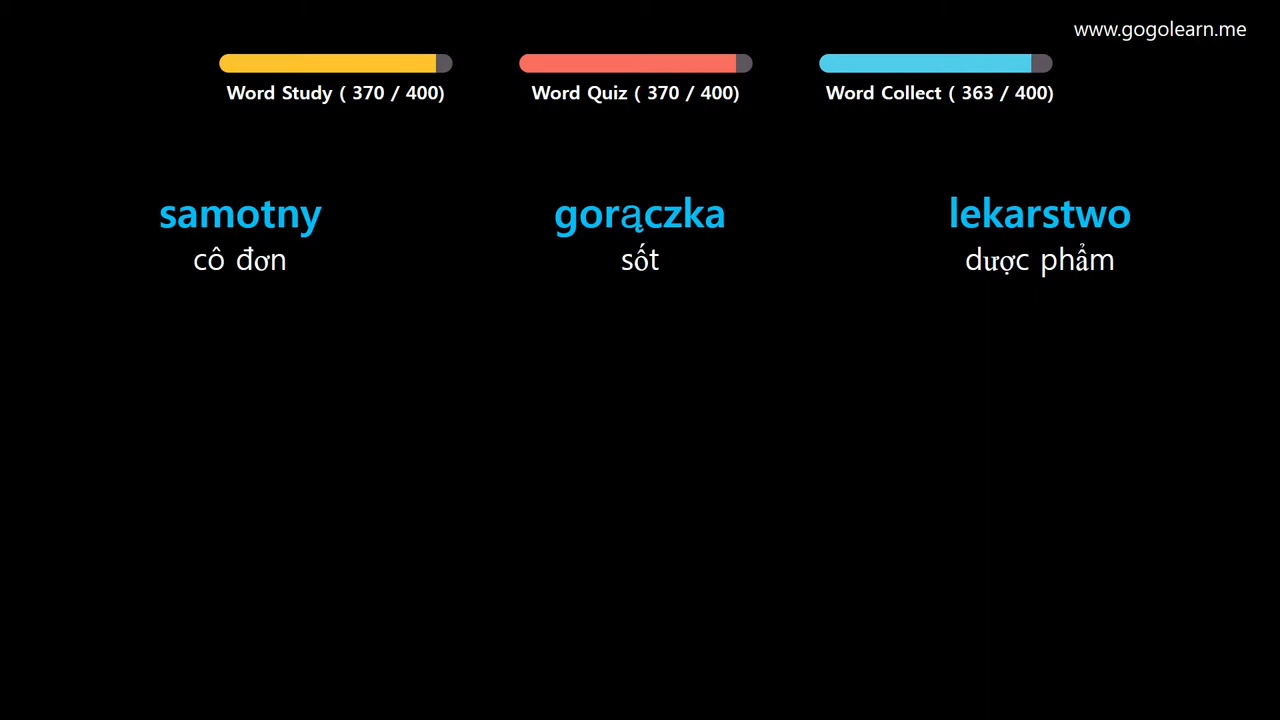 www.gogolearn.me
Word Study ( 370 / 400)
Word Quiz ( 370 / 400)
Word Collect ( 363 / 400)
samotny
cô đơn
gorączka
sốt
lekarstwo
dược phẩm